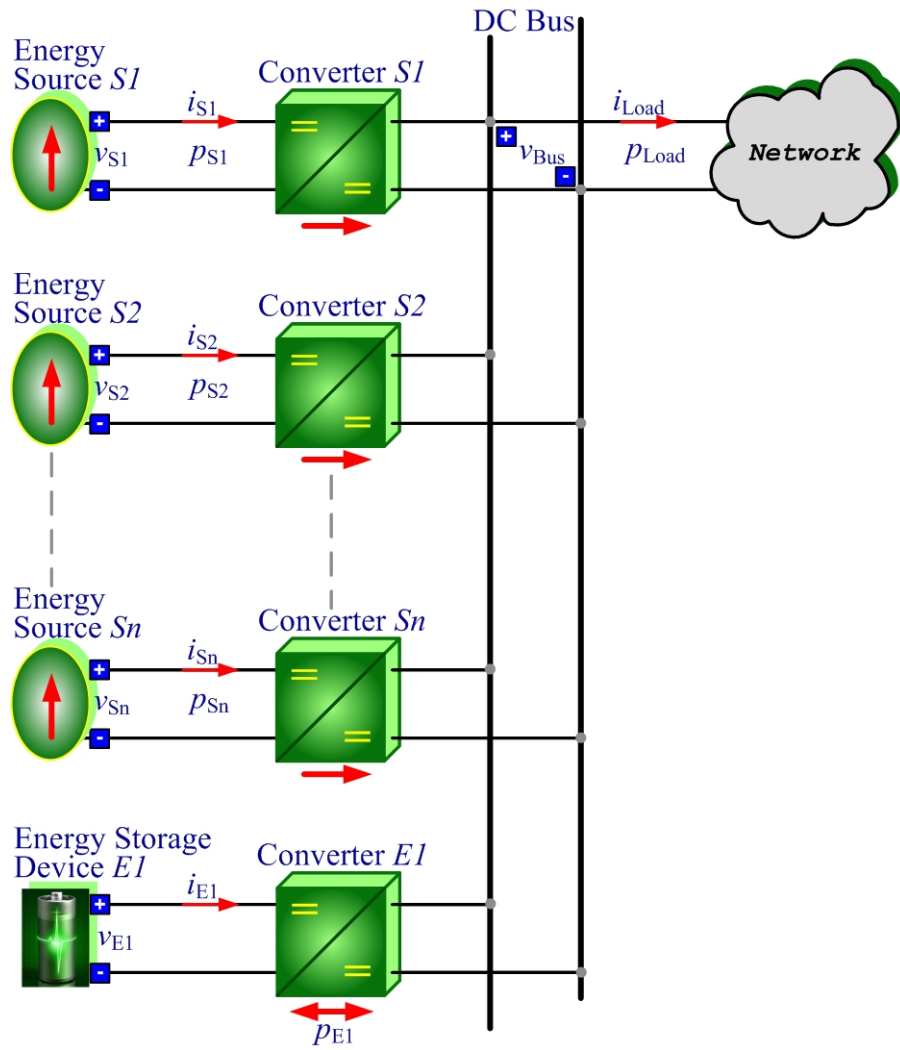 DC Bus
Energy
Source S1
Converter S1
iS1
iLoad
+
vS1
pS1
+
vBus
pLoad
Network
-
-
Energy
Source S2
Converter S2
iS2
+
vS2
pS2
-
Energy
Source Sn
Converter Sn
iSn
+
vSn
pSn
-
Energy Storage
Device E1
Converter E1
iE1
+
vE1
-
pE1